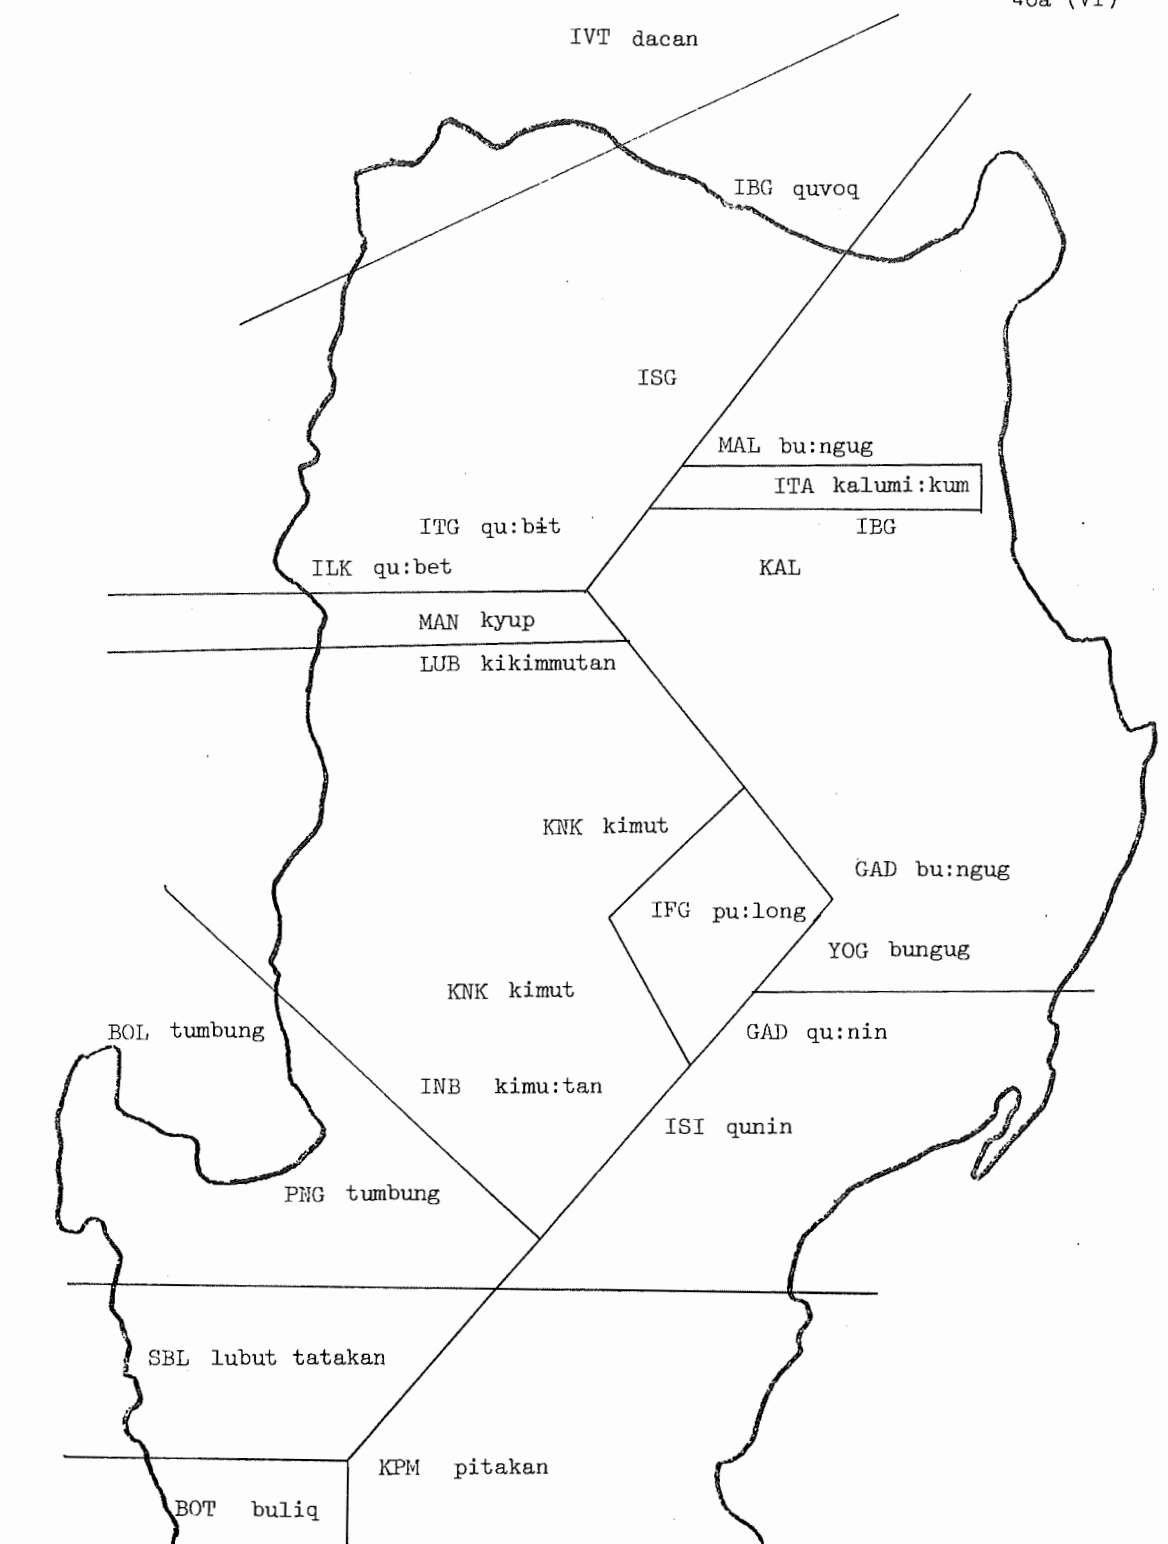 48a (VI)
IVT dacan
IBG quvoq
ISG
MAL bu:ngug
ITA kalumi:kum
ITG qu:bɨt
IBG
ILK qu:bet
KAL
MAN kyup
LUB kikimmutan
KNK kimut
GAD bu:ngug
IFG pu:long
YOG bungug
KNK kimut
BOL tumbung
GAD qu:nin
INB kimu:tan
ISI qunin
PNG tumbung
SBL lubut tatakan
KPM pitakan
BOT buliq